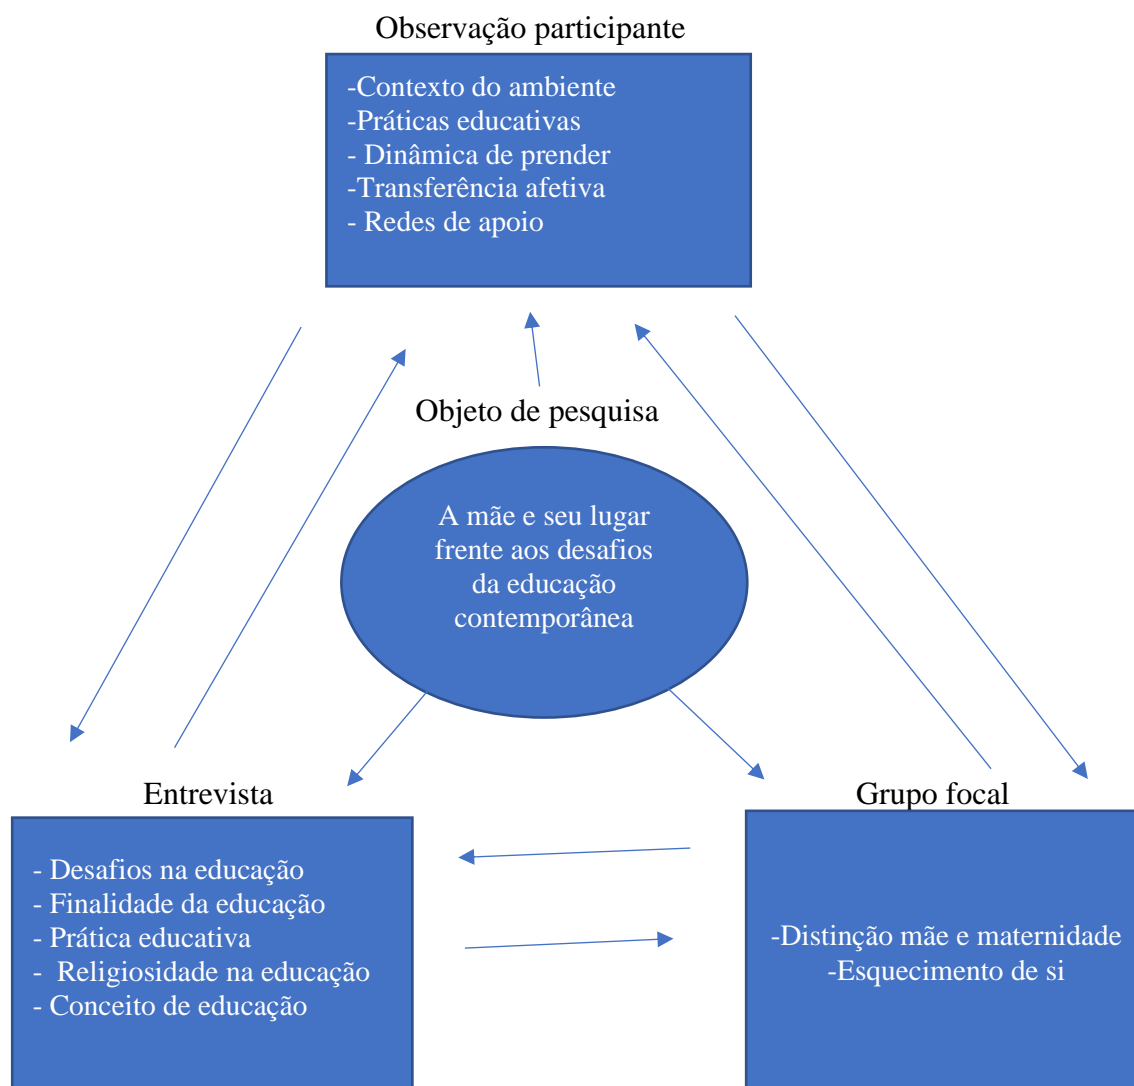 Observação participante
-Contexto do ambiente
-Práticas educativas
- Dinâmica de prender
-Transferência afetiva
- Redes de apoio
Objeto de pesquisa
A mãe e seu lugar
frente aos desafios
da educação
contemporânea
Entrevista
- Desafios na educação
- Finalidade da educação
- Prática educativa
-  Religiosidade na educação
- Conceito de educação
Grupo focal
-Distinção mãe e maternidade
-Esquecimento de si